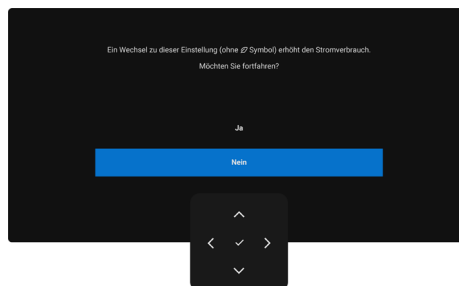 Ein Wechsel zu dieser Einstellung (ohne Symbol) erhöht den Stromverbrauch.
Möchten Sie fortfahren?
Ja
Nein